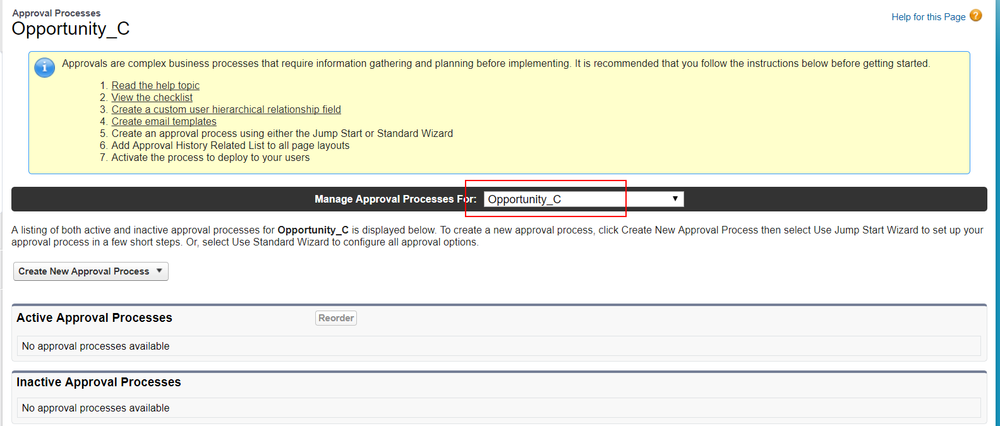 Approval Processes
Opportunity_C
Help for this Page
Approvals are complex business processes that require information gathering and planning before implementing. It is recommended that you follow the instructions below before getting started.
1. Read the help topic
2. View the checklist
3. Create a custom user hierarchical relationship field
4. Create email templates
5. Create an approval process using either the Jump Start or Standard Wizard
6. Add Approval History Related List to all page layouts
7. Activate the process to deploy to your users
Manage Approval Processes For: Opportunity_C
A listing of both active and inactive approval processes for Opportunity_C is displayed below. To create a new approval process, click Create New Approval Process then select Use Jump Start Wizard to set up your
approval process in a few short steps. Or, select Use Standard Wizard to configure all approval options.
Create New Approval Process
Active Approval Processes Reorder
No approval processes available
Inactive Approval Processes
No approval processes available